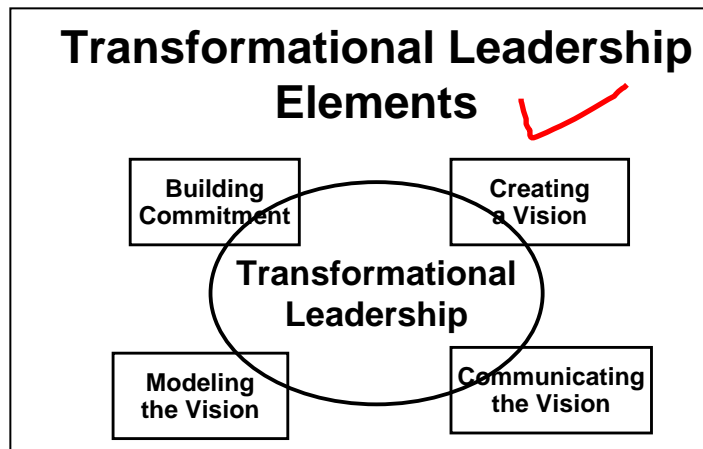 Transformational Leadership
Elements
Building
Commitment
Creating
a Vision
Transformational
Leadership
Modeling
the Vision
Communicating
the Vision